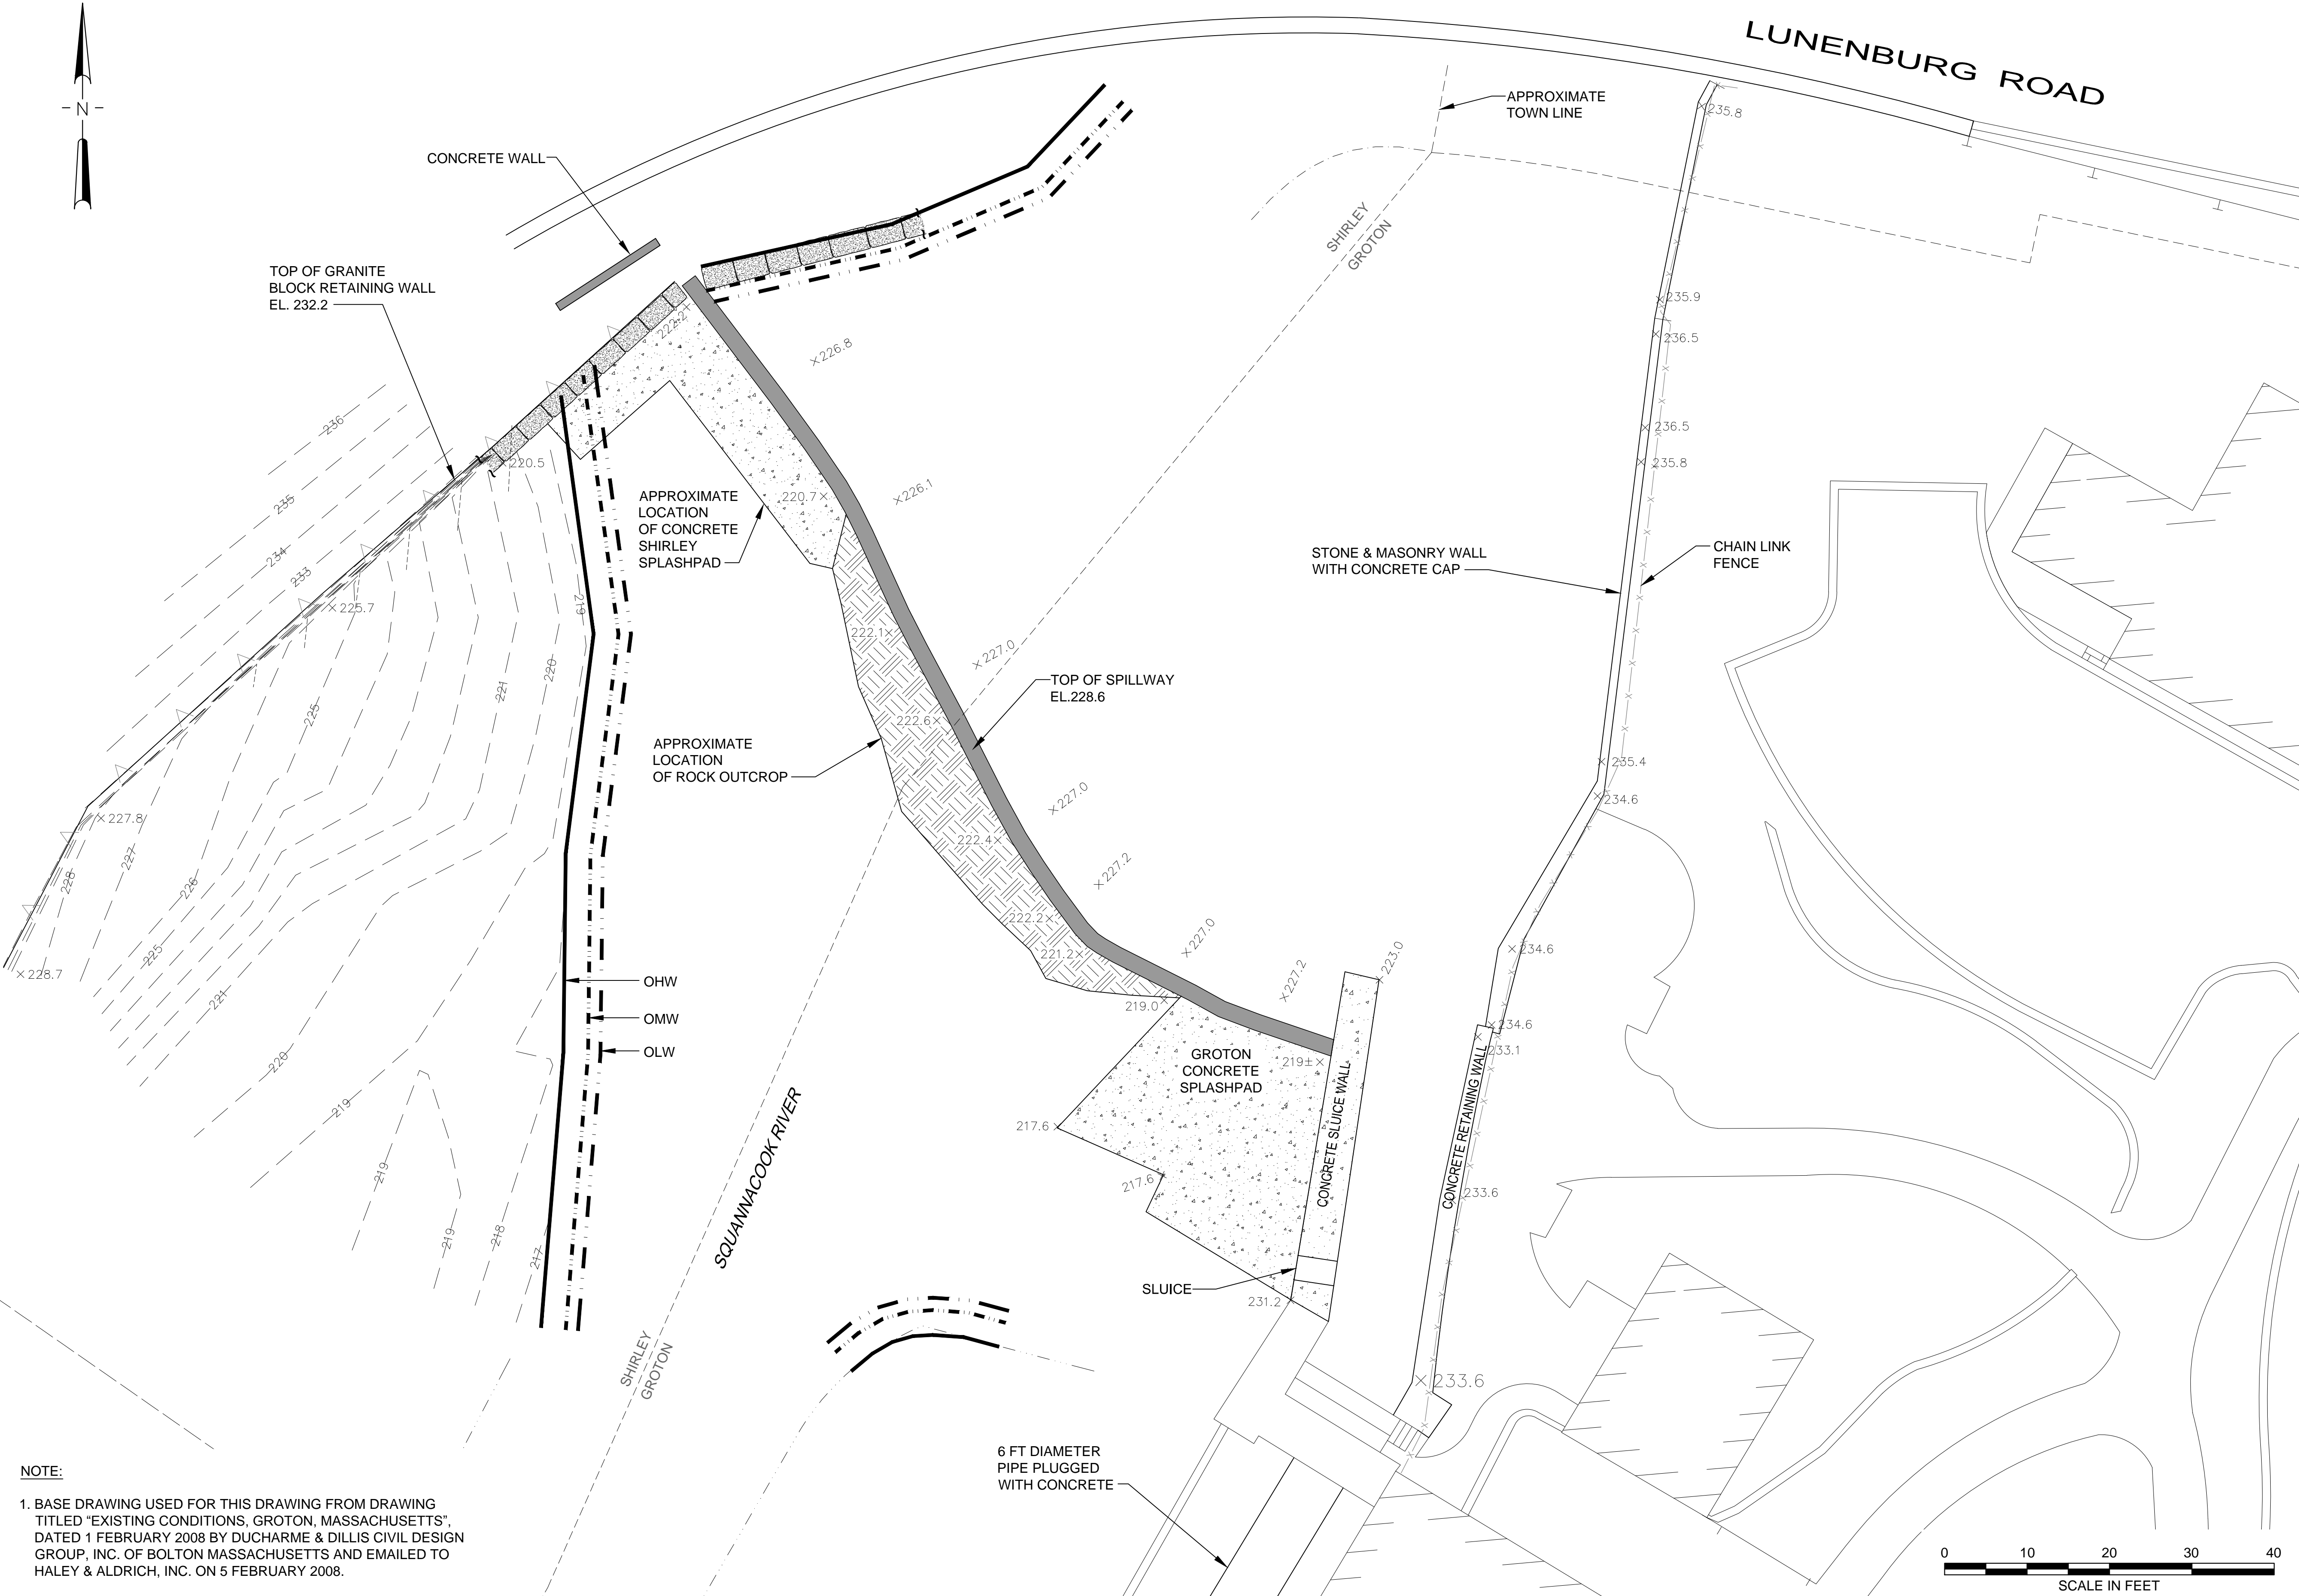 LUNENBURG ROAD
- N -
APPROXIMATE
TOWN LINE
235.8
CONCRETE WALL
SHIRLEY
GROTON
TOP OF GRANITE
BLOCK RETAINING WALL
EL. 232.2
222.2
226.8
235.9
236.5
236
220.5
236.5
235.8
235
APPROXIMATE
LOCATION
OF CONCRETE
SHIRLEY
SPLASHPAD
220.7
226.1
234
233
STONE & MASONRY WALL
WITH CONCRETE CAP
CHAIN LINK
FENCE
225.7
219
222.1
227.0
220
221
TOP OF SPILLWAY
EL.228.6
225
222.6
APPROXIMATE
LOCATION
OF ROCK OUTCROP
235.4
227.0
234.6
227.8
222.4
227
227.2
228
226
222.2
227.0
234.6
225
221.2
223.0
227.2
228.7
OHW
221
219.0
OMW
234.6
OLW
233.1
220
GROTON
CONCRETE
SPLASHPAD
219±
219
217.6
SQUANNACOOK RIVER
CONCRETE SLUICE WALL
CONCRETE RETAINING WALL
219
217.6
233.6
219
218
217
SLUICE
231.2
SHIRLEY
GROTON
233.6
6 FT DIAMETER
PIPE PLUGGED
WITH CONCRETE
NOTE:
1. BASE DRAWING USED FOR THIS DRAWING FROM DRAWING
TITLED “EXISTING CONDITIONS, GROTON, MASSACHUSETTS”,
DATED 1 FEBRUARY 2008 BY DUCHARME & DILLIS CIVIL DESIGN
GROUP, INC. OF BOLTON MASSACHUSETTS AND EMAILED TO
HALEY & ALDRICH, INC. ON 5 FEBRUARY 2008.
0 10 20 30 40
SCALE IN FEET